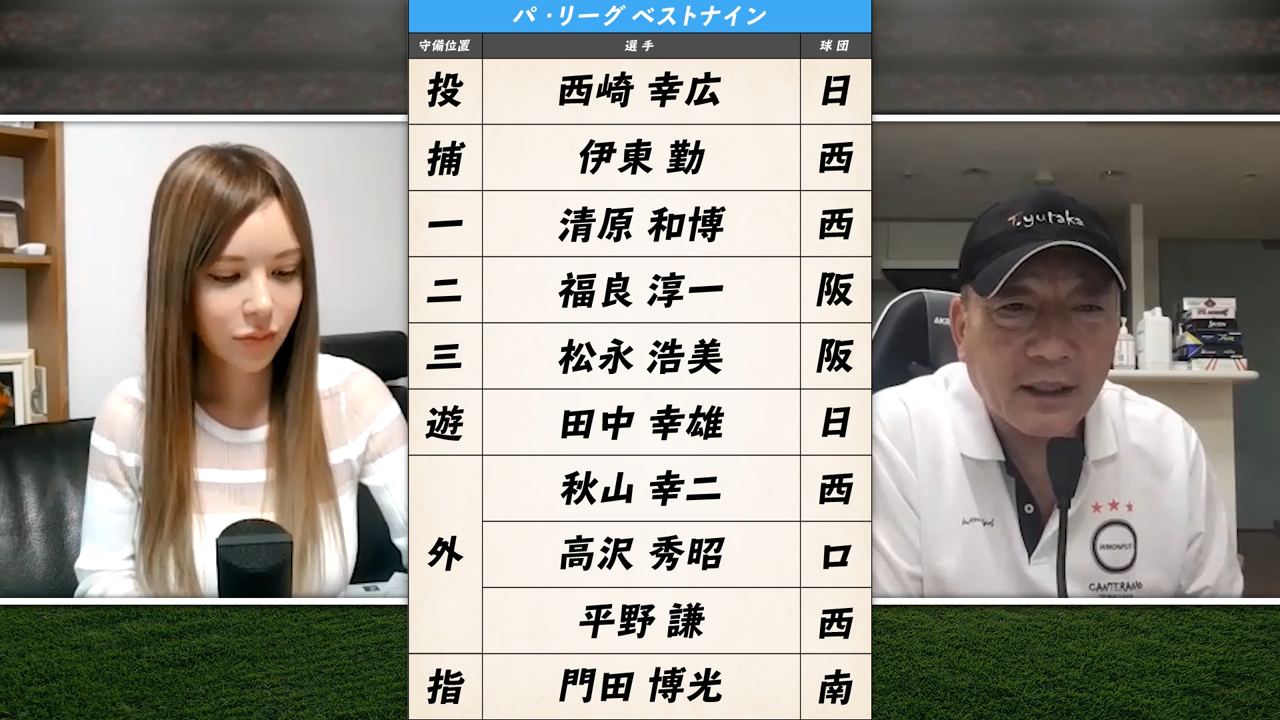 パ・リーグ ベストナイン
守備位置 選手 球団
投 西崎 幸広 日
捕 伊東 勤 西
一 清原 和博 西
二 福良 淳一 阪
三 松永 浩美 阪
遊 田中 幸雄 日
外 秋山 幸二 西
高沢 秀昭 ロ
平野 謙 西
指 門田 博光 南
T.yutaka
AKR
WMONFUT
CANTERANO